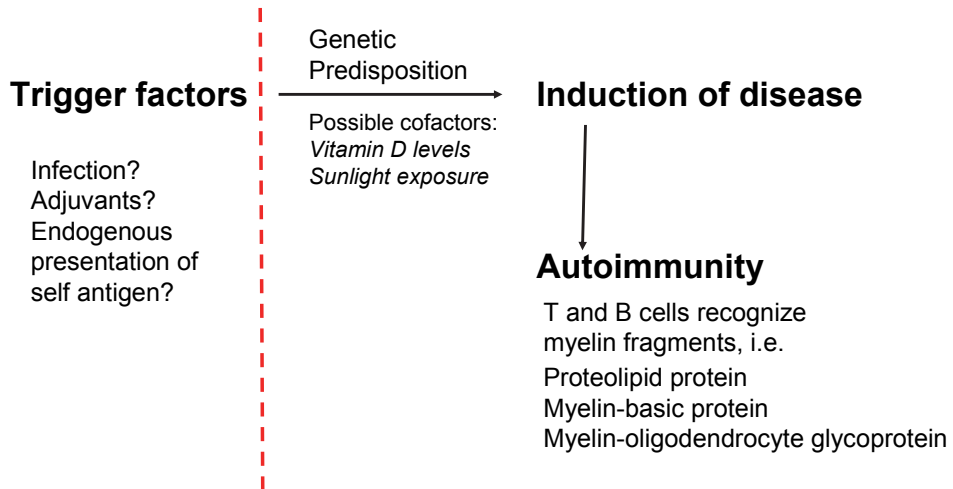 Trigger factors
Infection?
Adjuvants?
Endogenous
presentation of
self antigen?
Genetic
Predisposition
Possible cofactors:
Vitamin D levels
Sunlight exposure
Induction of disease
Autoimmunity
T and B cells recognize
myelin fragments, i.e.
Proteolipid protein
Myelin-basic protein
Myelin-oligodendrocyte glycoprotein